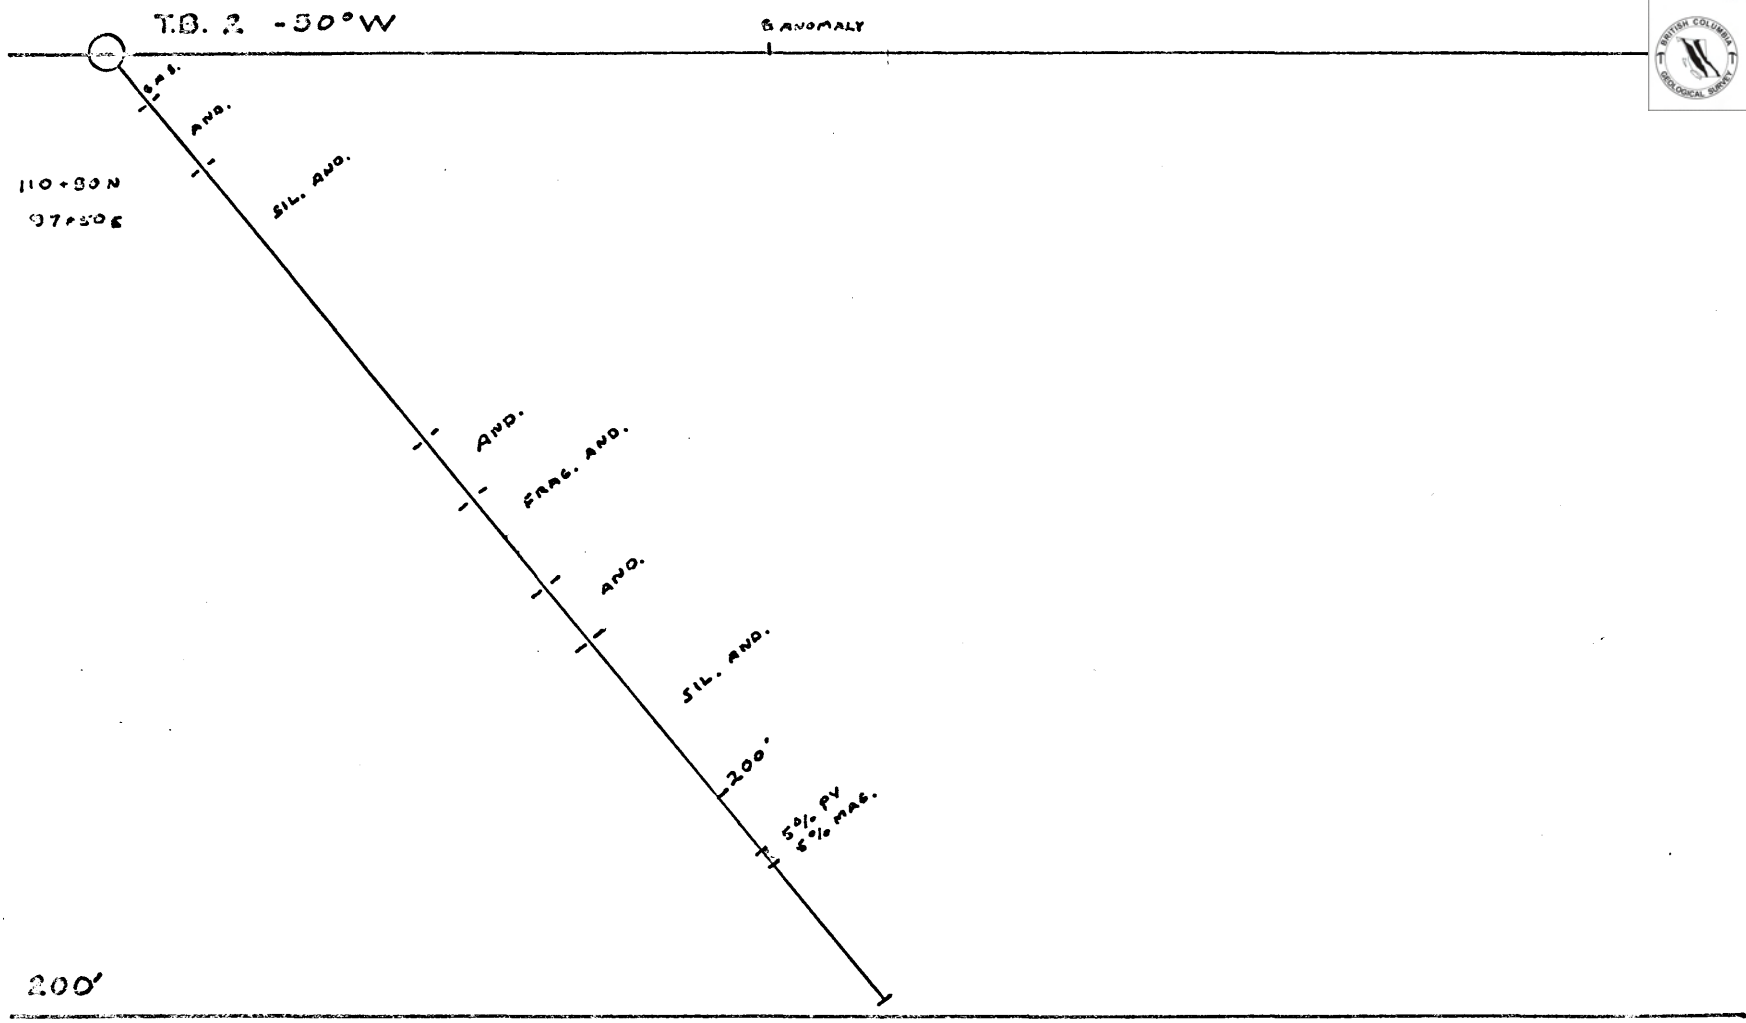 T.B. 2 -50°W
G ANOMALY
BRITISH COLUMBIA
GEOLOGICAL SURVEY
CAS.
AND.
SIL. AND.
110+80N
97+50E
AND.
FRAG. AND.
AND.
SIL. AND.
200'
5% PY
5% MAG.
200'